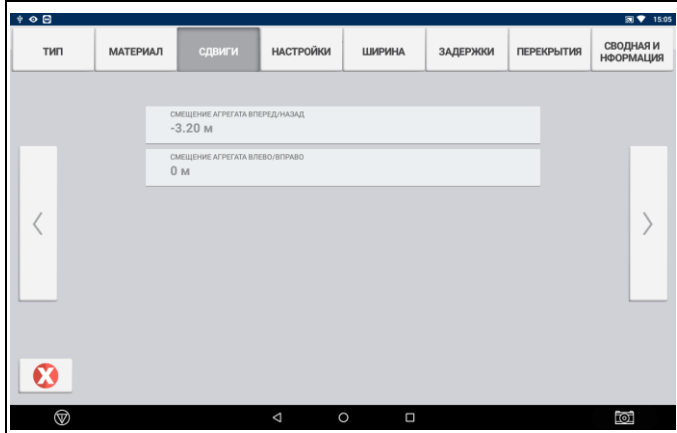 15:05
ТИП
МАТЕРИАЛ
СДВИГИ
НАСТРОЙКИ
ШИРИНА
ЗАДЕРЖКИ
ПЕРЕКРЫТИЯ
СВОДНАЯ И
НФОРМАЦИЯ
СМЕЩЕНИЕ АГРЕГАТА ВПЕРЕД/НАЗАД
-3.20 м
СМЕЩЕНИЕ АГРЕГАТА ВЛЕВО/ВПРАВО
0 м